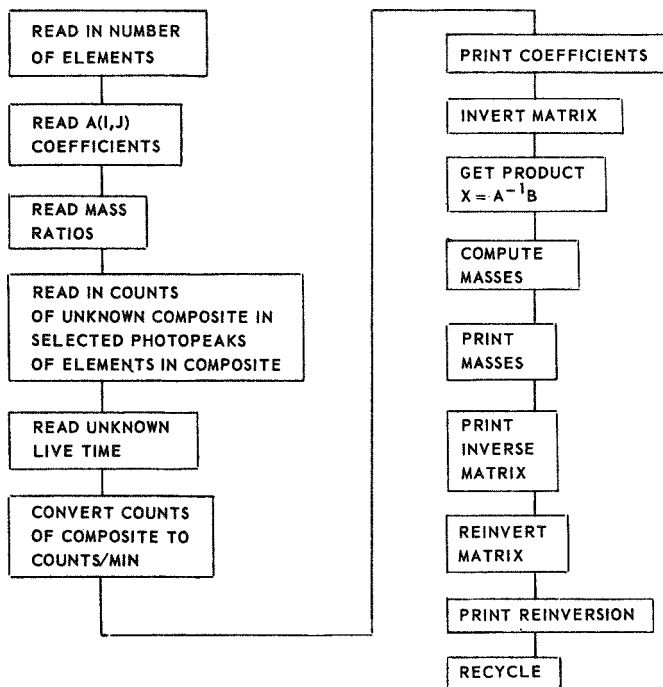 READ IN NUMBER
OF ELEMENTS
READ A(I,J)
COEFFICIENTS
READ MASS
RATIOS
READ IN COUNTS
OF UNKNOWN COMPOSITE IN
SELECTED PHOTOPEAKS
OF ELEMENTS IN COMPOSITE
READ UNKNOWN
LIVE TIME
CONVERT COUNTS
OF COMPOSITE TO
COUNTS/MIN
PRINT COEFFICIENTS
INVERT MATRIX
GET PRODUCT
X = A⁻¹B
COMPUTE
MASSES
PRINT
MASSES
PRINT
INVERSE
MATRIX
REINVERT
MATRIX
PRINT REINVERSION
RECYCLE